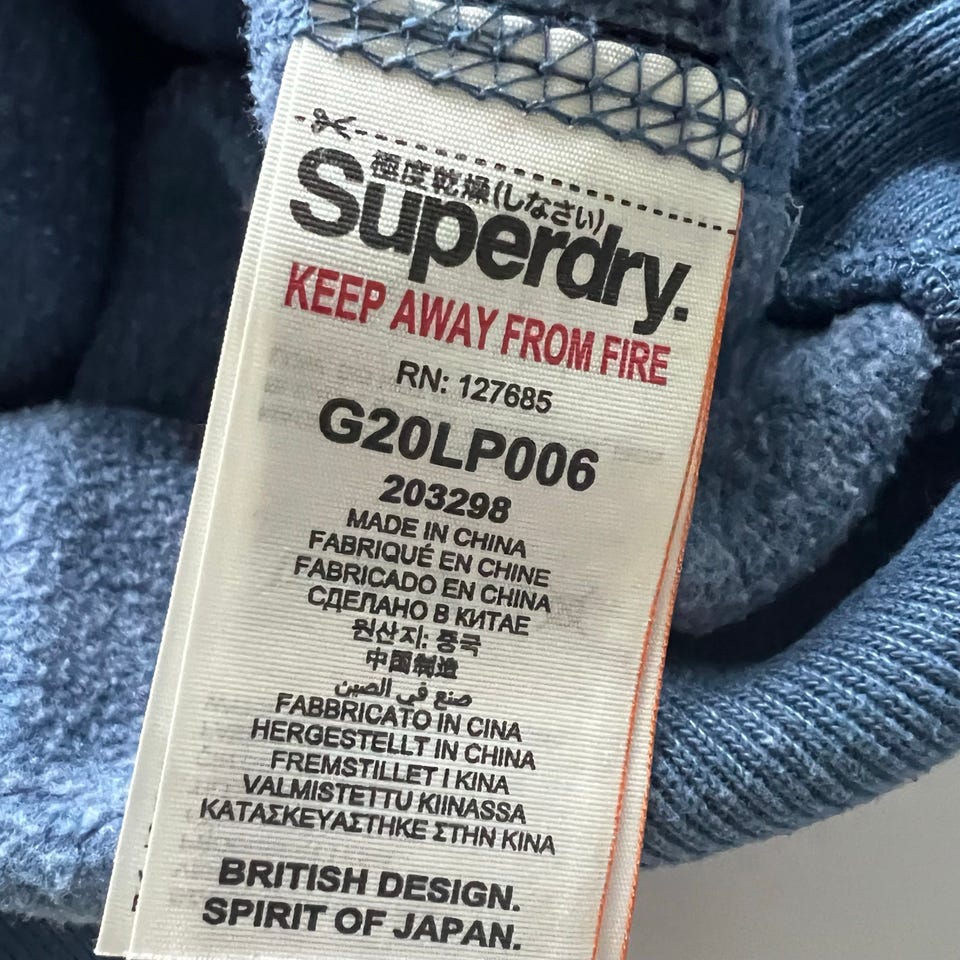 極度乾燥(しなさい)
Superdry.
KEEP AWAY FROM FIRE
RN: 127685
G20LP006
203298
MADE IN CHINA
FABRIQUÉ EN CHINE
FABRICADO EN CHINA
СДЕЛАНО В КИТАЕ
원산지: 중국
中国制造
صنع في الصين
FABBRICATO IN CINA
HERGESTELLT IN CHINA
FREMSTILLET I KINA
VALMISTETTU KIINASSA
ΚΑΤΑΣΚΕΥΑΣΤΗΚΕ ΣΤΗΝ ΚΙΝΑ
BRITISH DESIGN.
SPIRIT OF JAPAN.